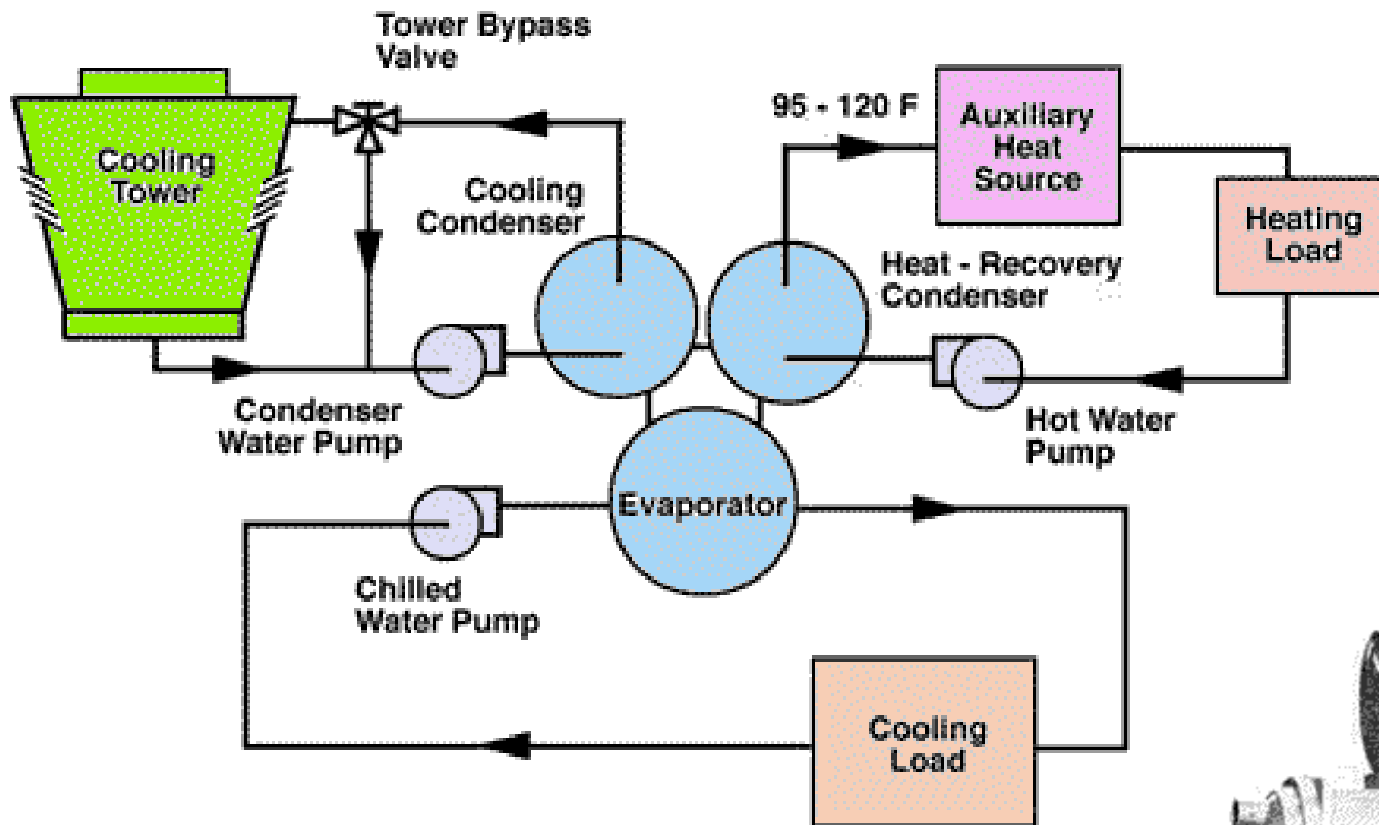 Tower Bypass
Valve
95 - 120 F
Auxiliary
Heat
Source
Cooling
Tower
Cooling
Condenser
Heating
Load
Heat - Recovery
Condenser
Condenser
Water Pump
Hot Water
Pump
Evaporator
Chilled
Water Pump
Cooling
Load